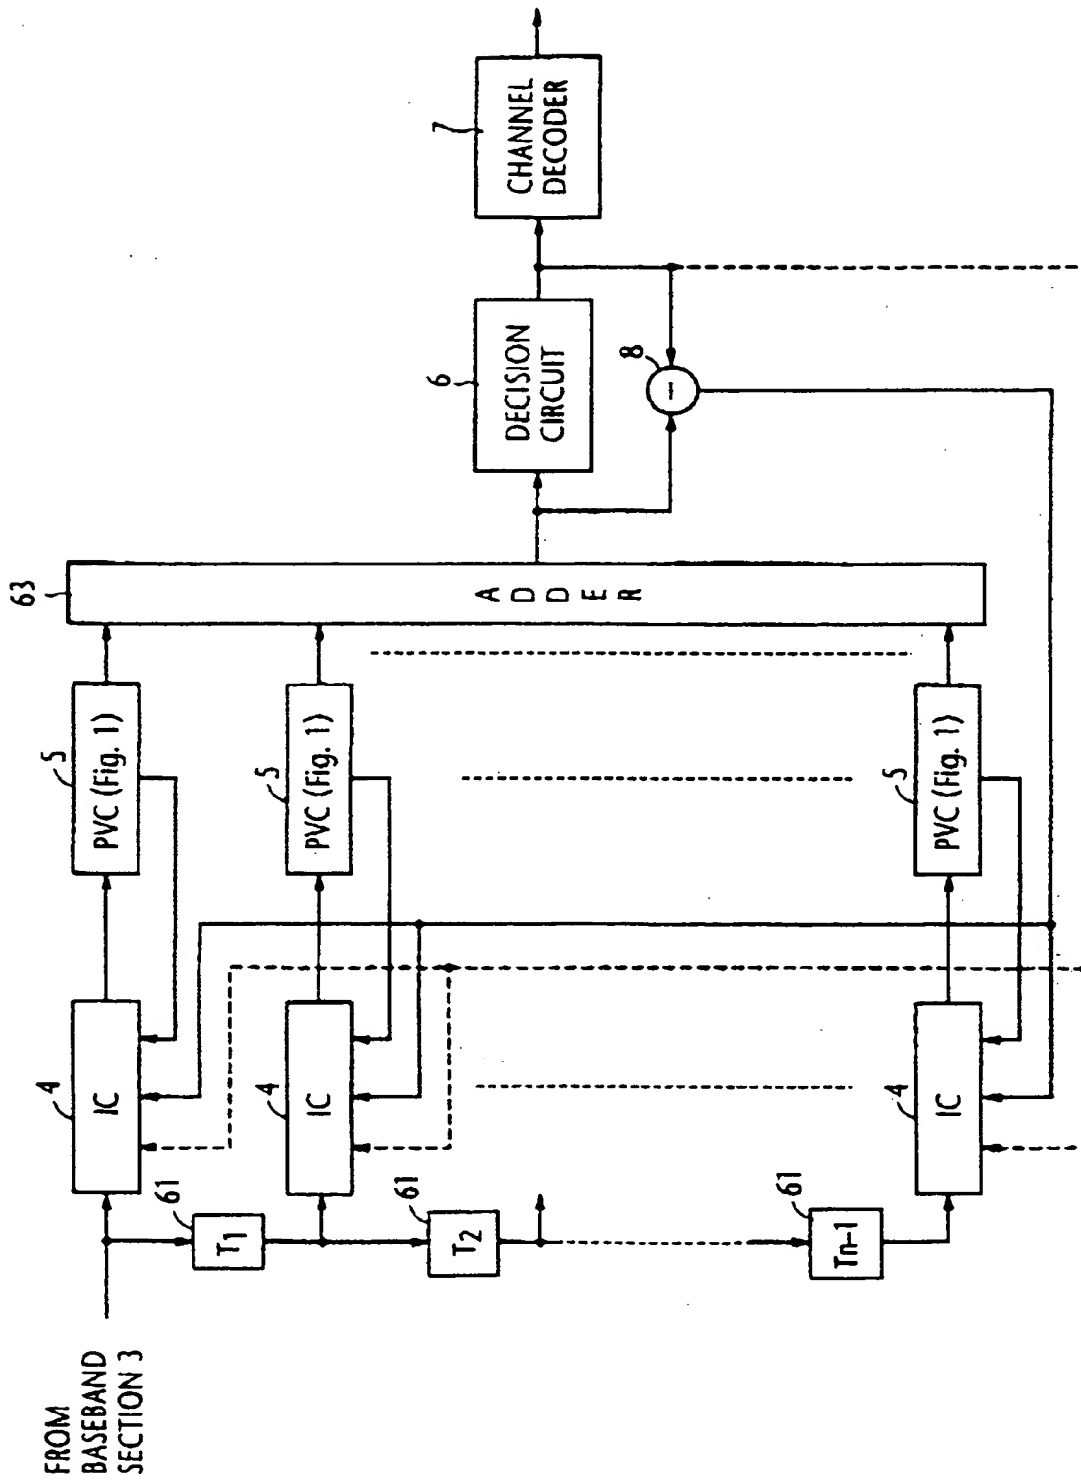 FROM
BASEBAND
SECTION 3
4
IC
5
PVC (Fig. 1)
63
61
T1
4
IC
5
PVC (Fig. 1)
61
T2
61
Tn-1
4
IC
5
PVC (Fig. 1)
ADDER
6
DECISION
CIRCUIT
8
−
7
CHANNEL
DECODER